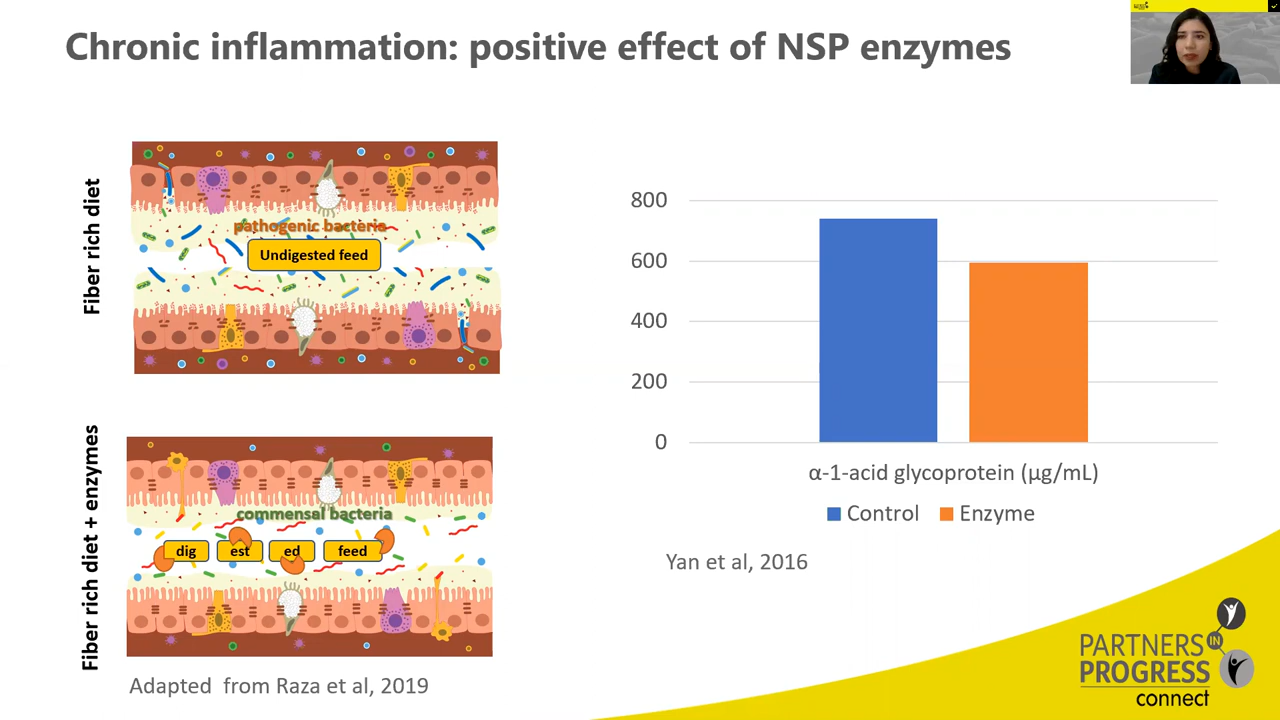 Chronic inflammation: positive effect of NSP enzymes
Fiber rich diet
pathogenic bacteria
Undigested feed
Fiber rich diet + enzymes
commensal bacteria
dig est ed feed
Adapted from Raza et al, 2019
800
600
400
200
0
α-1-acid glycoprotein (µg/mL)
Control Enzyme
Yan et al, 2016
PARTNERS
IN
PROGRESS
connect